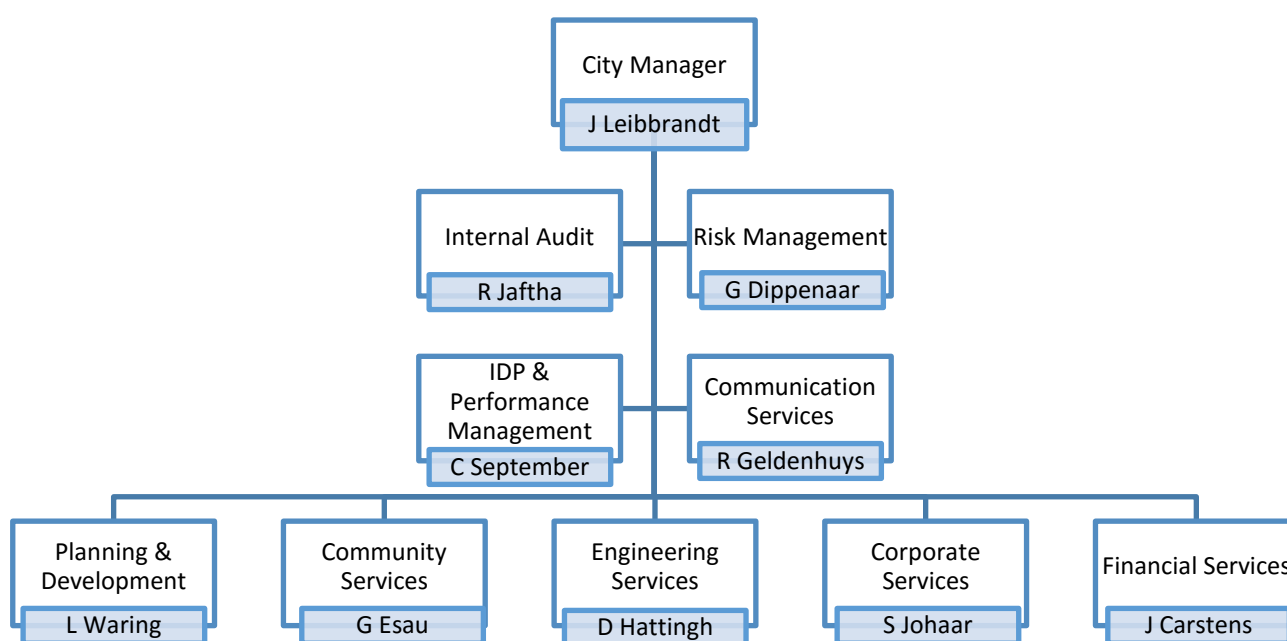 City Manager
J Leibbrandt
Internal Audit
R Jaftha
Risk Management
G Dippenaar
IDP &
Performance
Management
C September
Communication
Services
R Geldenhuys
Planning &
Development
L Waring
Community
Services
G Esau
Engineering
Services
D Hattingh
Corporate
Services
S Johaar
Financial Services
J Carstens